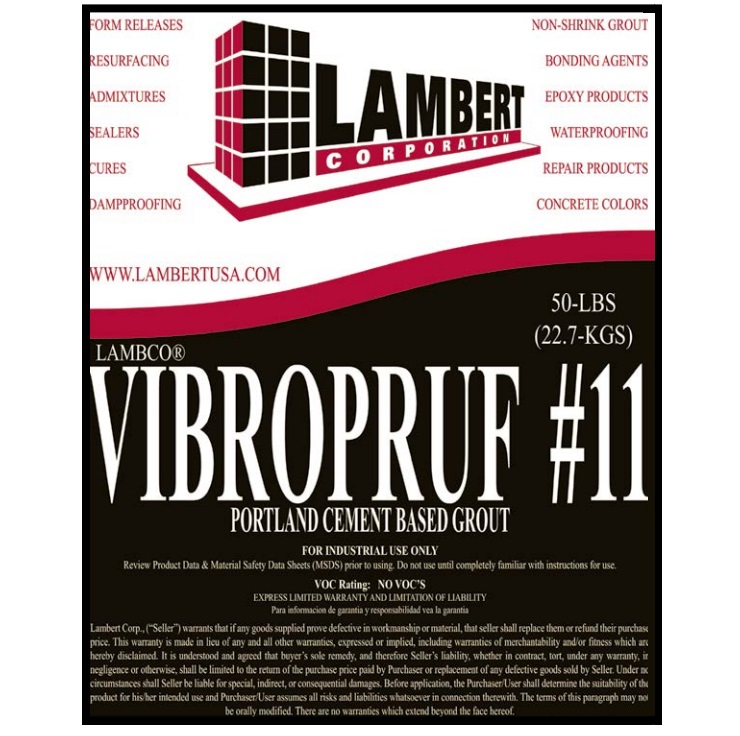 FORM RELEASES
RESURFACING
ADMIXTURES
SEALERS
CURES
DAMPPROOFING
LAMBERT
CORPORATION
NON-SHRINK GROUT
BONDING AGENTS
EPOXY PRODUCTS
WATERPROOFING
REPAIR PRODUCTS
CONCRETE COLORS
WWW.LAMBERTUSA.COM
50-LBS
(22.7-KGS)
LAMBCO®
VIBROPRUF #11
PORTLAND CEMENT BASED GROUT
FOR INDUSTRIAL USE ONLY
Review Product Data & Material Safety Data Sheets (MSDS) prior to using. Do not use until completely familiar with instructions for use.
VOC Rating: NO VOC'S
EXPRESS LIMITED WARRANTY AND LIMITATION OF LIABILITY
Para informacion de garantia y responsabilidad vea la garantia
Lambert Corp., ("Seller") warrants that if any goods supplied prove defective in workmanship or material, that seller shall replace them or refund their purchase
price. This warranty is made in lieu of any and all other warranties, expressed or implied, including warranties of merchantability and/or fitness which are
hereby disclaimed. It is understood and agreed that buyer's sole remedy, and therefore Seller's liability, whether in contract, tort, under any warranty, in
negligence or otherwise, shall be limited to the return of the purchase price paid by Purchaser or replacement of any defective goods sold by Seller. Under no
circumstances shall Seller be liable for special, indirect, or consequential damages. Before application, the Purchaser/User shall determine the suitability of the
product for his/her intended use and Purchaser/User assumes all risks and liabilities whatsoever in connection therewith. The terms of this paragraph may not
be orally modified. There are no warranties which extend beyond the face hereof.